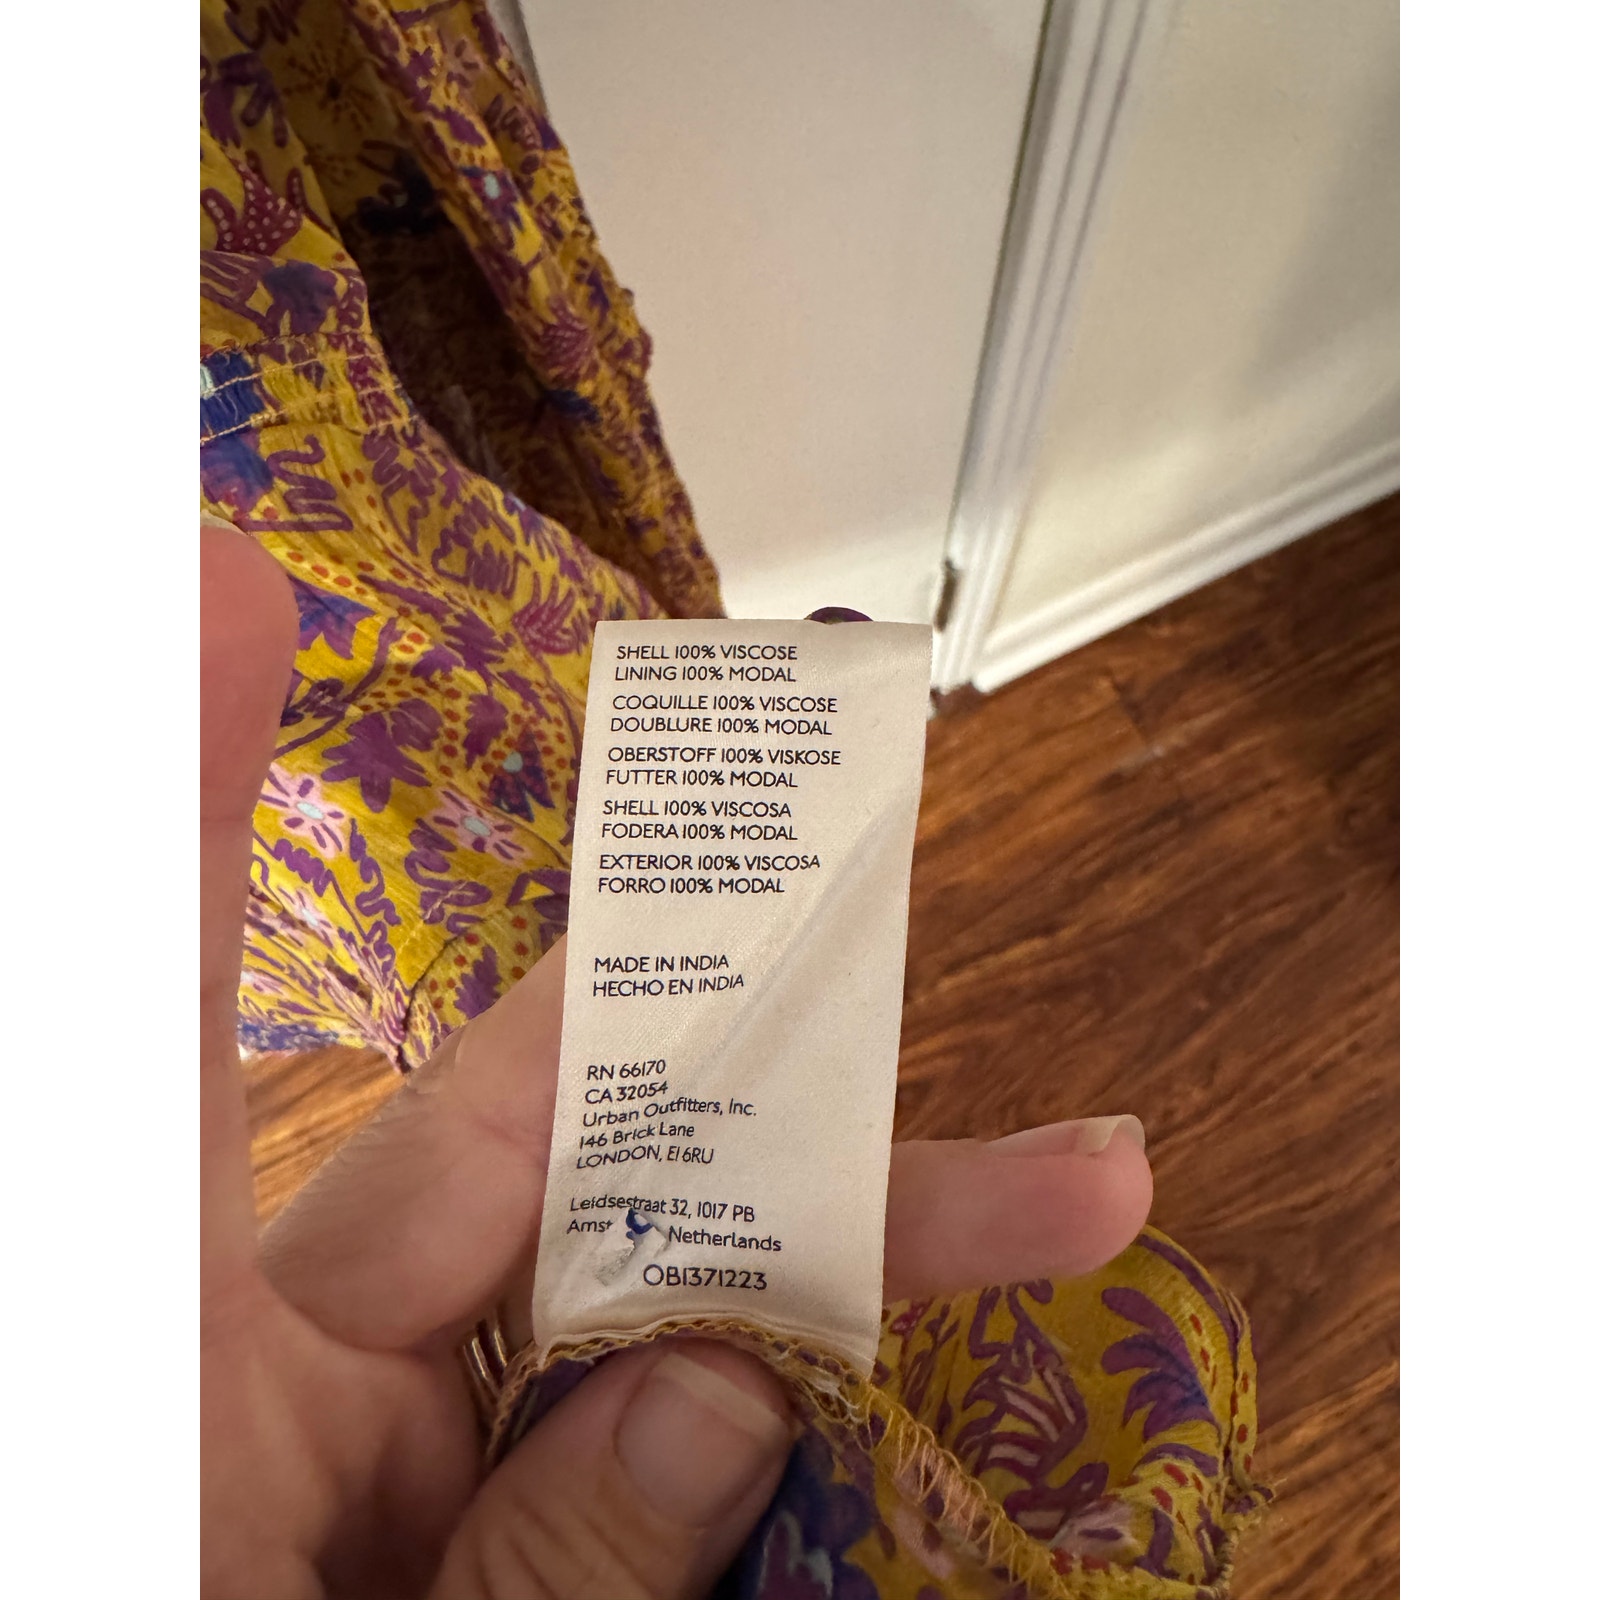 SHELL 100% VISCOSE
LINING 100% MODAL
COQUILLE 100% VISCOSE
DOUBLURE 100% MODAL
OBERSTOFF 100% VISKOSE
FUTTER 100% MODAL
SHELL 100% VISCOSA
FODERA 100% MODAL
EXTERIOR 100% VISCOSA
FORRO 100% MODAL
MADE IN INDIA
HECHO EN INDIA
RN 66170
CA 32054
Urban Outfitters, Inc.
146 Brick Lane
LONDON, E1 6RU
Leidsestraat 32, 1017 PB
Netherlands
OB1371223